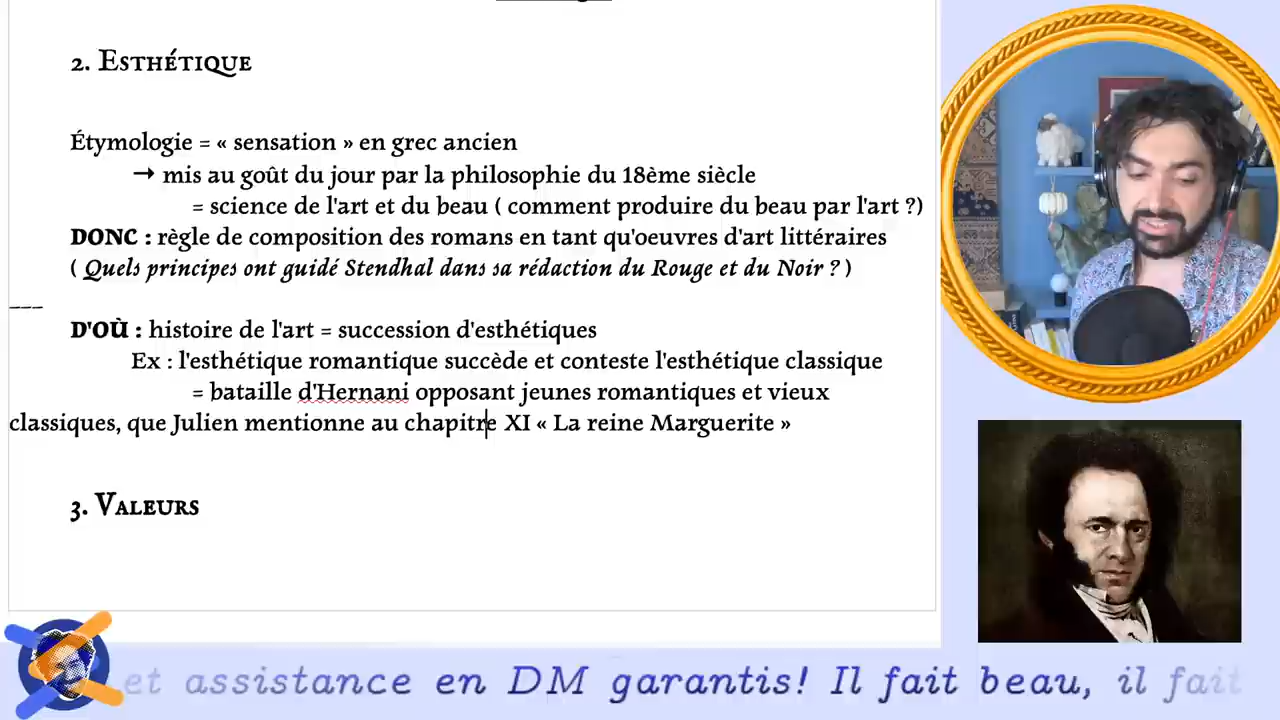 2. Esthétique
Étymologie = « sensation » en grec ancien
→ mis au goût du jour par la philosophie du 18ème siècle
= science de l'art et du beau ( comment produire du beau par l'art ?)
DONC : règle de composition des romans en tant qu'oeuvres d'art littéraires
( Quels principes ont guidé Stendhal dans sa rédaction du Rouge et du Noir ? )
___
D'OÙ : histoire de l'art = succession d'esthétiques
Ex : l'esthétique romantique succède et conteste l'esthétique classique
= bataille d'Hernani opposant jeunes romantiques et vieux
classiques, que Julien mentionne au chapitre XI « La reine Marguerite »
3. Valeurs
et assistance en DM garantis! Il fait beau, il fait